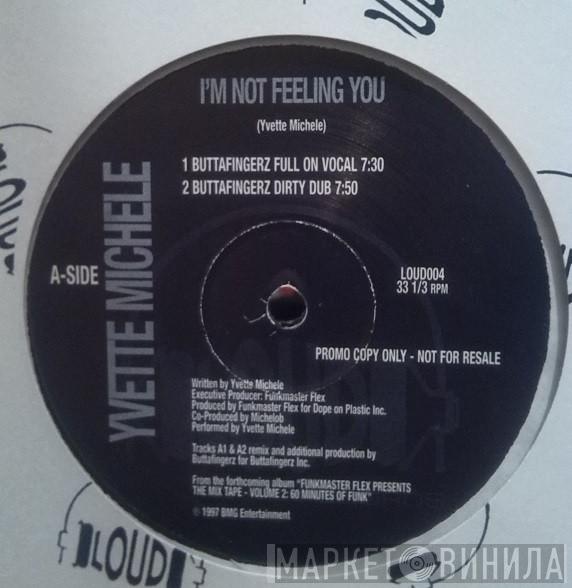 I'M NOT FEELING YOU
(Yvette Michele)
1 BUTTAFINGERZ FULL ON VOCAL 7:30
2 BUTTAFINGERZ DIRTY DUB 7:50
YVETTE MICHELE
A-SIDE
LOUD004
33 1/3 RPM
PROMO COPY ONLY - NOT FOR RESALE
Written by Yvette Michele
Executive Producer: Funkmaster Flex
Produced by Funkmaster Flex for Dope on Plastic Inc.
Co-Produced by Michelob
Performed by Yvette Michele
Tracks A1 & A2 remix and additional production by
Buttafingerz for Buttafingerz Inc.
From the forthcoming album "FUNKMASTER FLEX PRESENTS
THE MIX TAPE - VOLUME 2: 60 MINUTES OF FUNK"
℗ 1997 BMG Entertainment
LOUD
МАРКЕТ ВИНИЛА